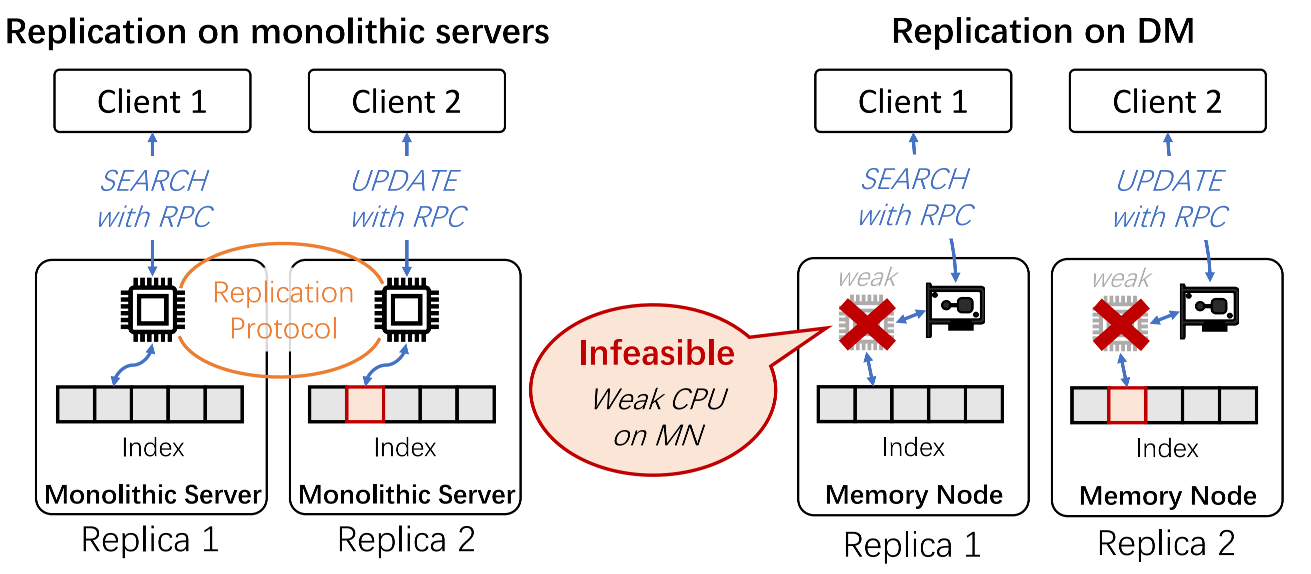 Replication on monolithic servers
Client 1
Client 2
SEARCH
with RPC
UPDATE
with RPC
Replication
Protocol
Index
Index
Monolithic Server
Monolithic Server
Replica 1
Replica 2
Infeasible
Weak CPU
on MN
Replication on DM
Client 1
Client 2
SEARCH
with RPC
UPDATE
with RPC
weak
weak
Index
Index
Memory Node
Memory Node
Replica 1
Replica 2